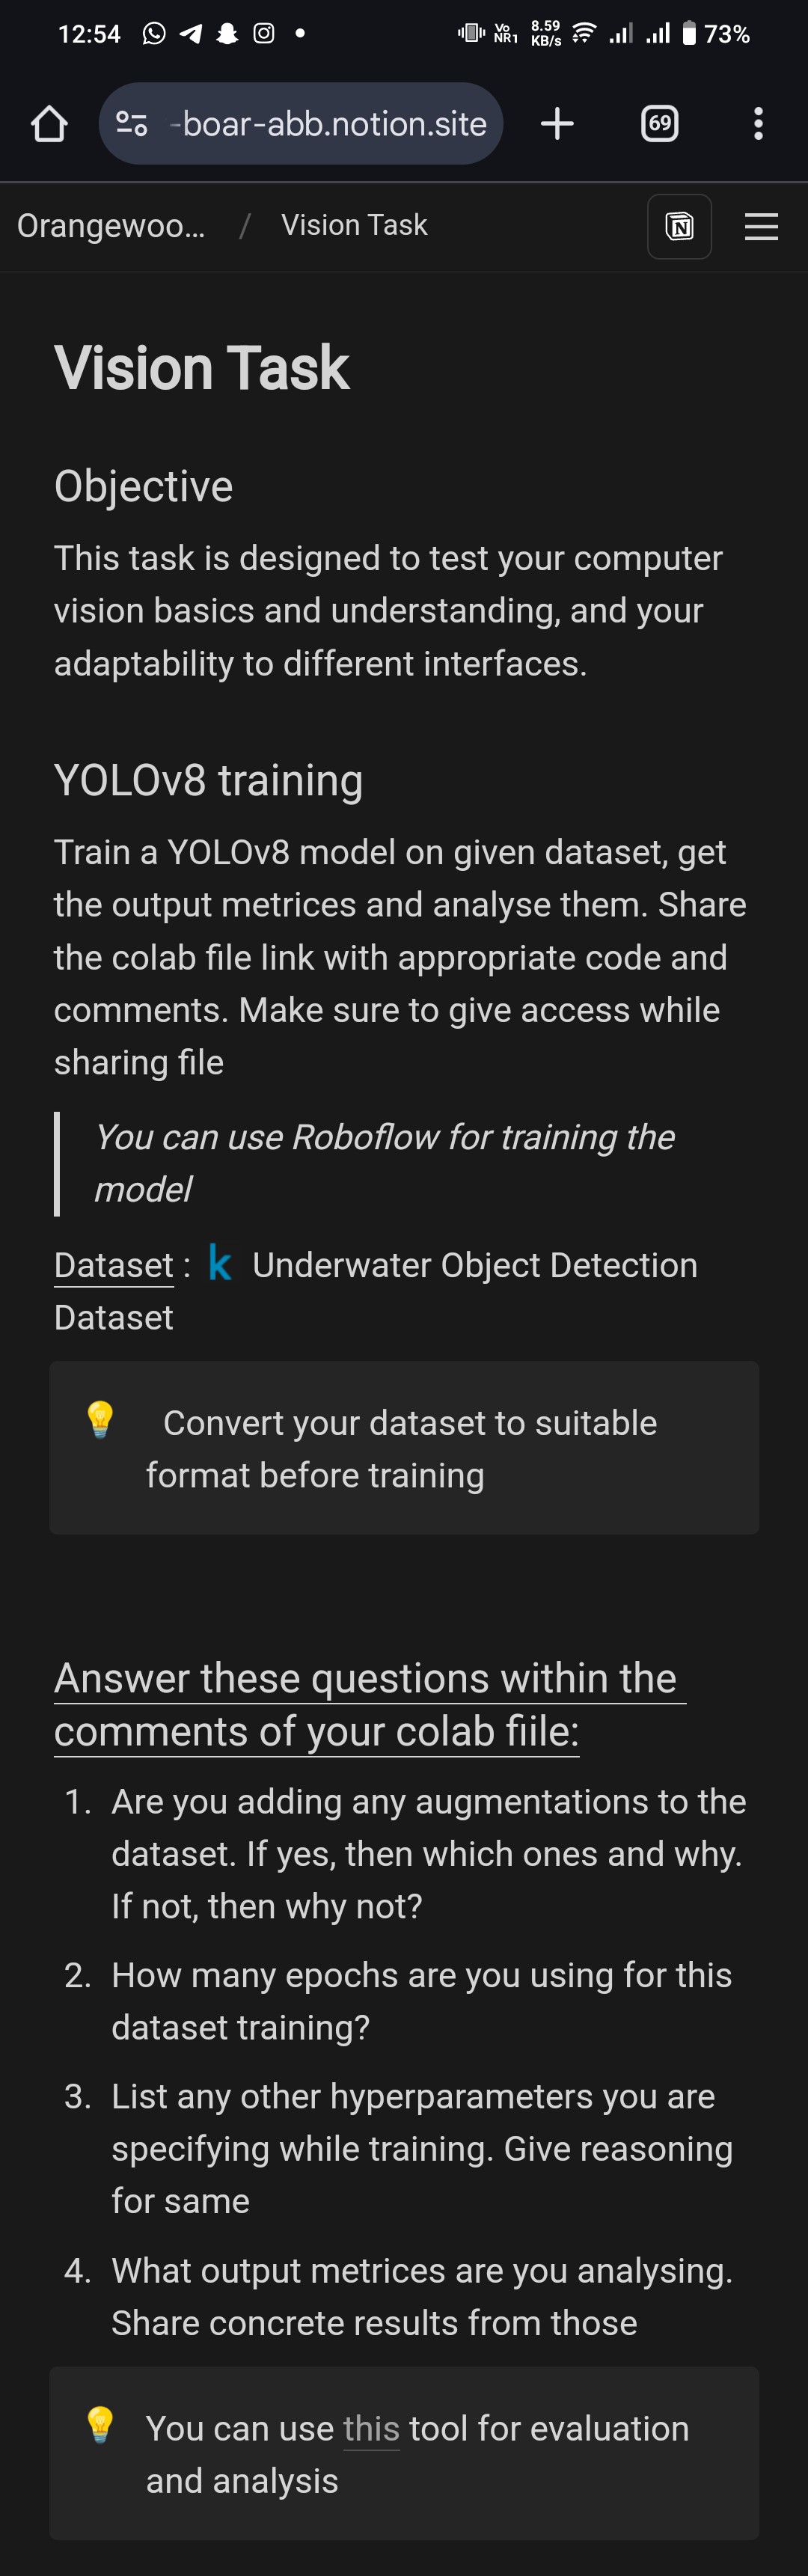 12:54
Vo
NR1
8.59
KB/s
73%
-boar-abb.notion.site
69
Orangewoo... / Vision Task
N
Vision Task
Objective
This task is designed to test your computer
vision basics and understanding, and your
adaptability to different interfaces.
YOLOv8 training
Train a YOLOv8 model on given dataset, get
the output metrices and analyse them. Share
the colab file link with appropriate code and
comments. Make sure to give access while
sharing file
You can use Roboflow for training the
model
Dataset : k Underwater Object Detection
Dataset
Convert your dataset to suitable
format before training
Answer these questions within the
comments of your colab fiile:
1. Are you adding any augmentations to the
dataset. If yes, then which ones and why.
If not, then why not?
2. How many epochs are you using for this
dataset training?
3. List any other hyperparameters you are
specifying while training. Give reasoning
for same
4. What output metrices are you analysing.
Share concrete results from those
You can use this tool for evaluation
and analysis